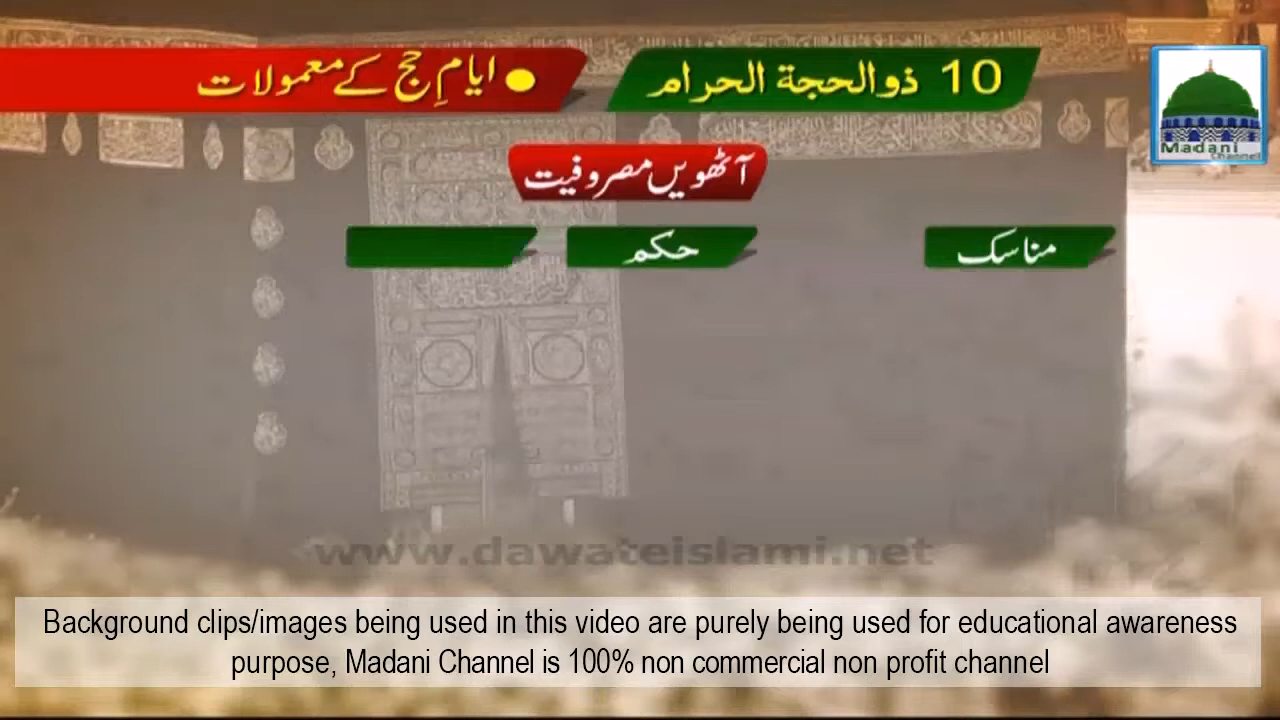 10 ذوالحجة الحرام
ایامِ حج کے معمولات
Madani
Channel
آٹھویں مصروفیت
مناسک
حکم
www.dawateislami.net
Background clips/images being used in this video are purely being used for educational awareness
purpose, Madani Channel is 100% non commercial non profit channel